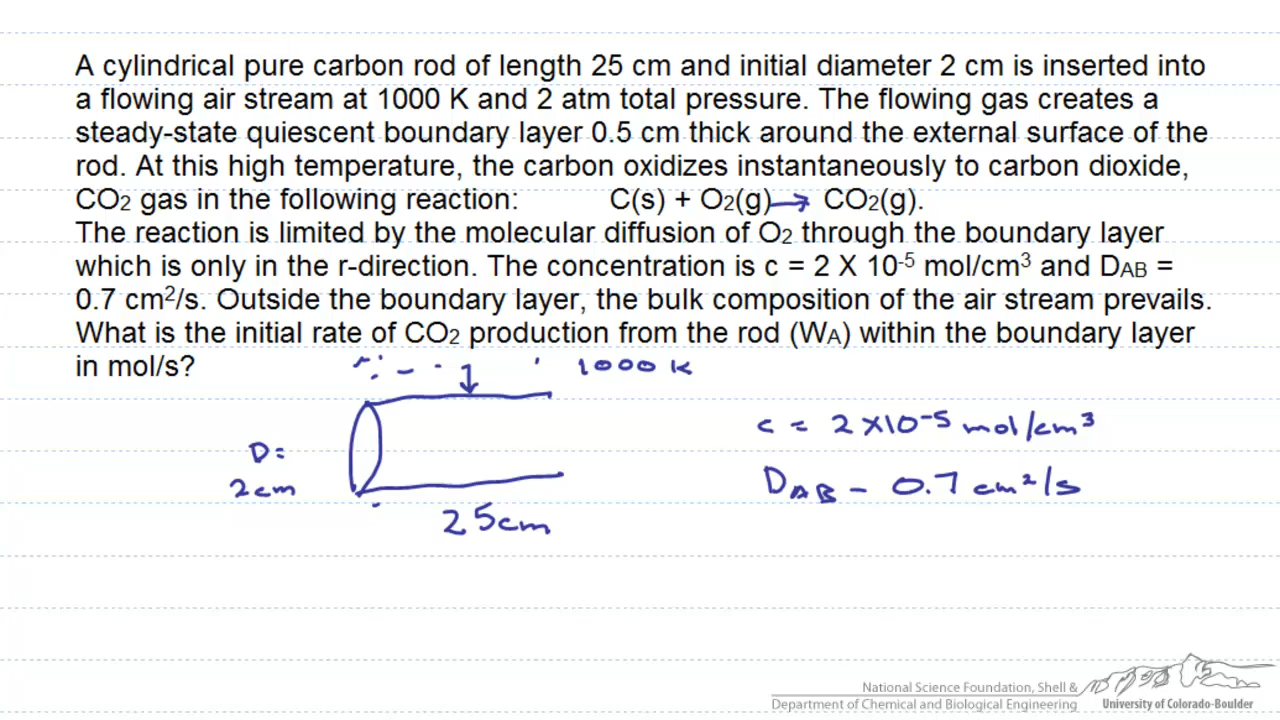 A cylindrical pure carbon rod of length 25 cm and initial diameter 2 cm is inserted into
a flowing air stream at 1000 K and 2 atm total pressure. The flowing gas creates a
steady-state quiescent boundary layer 0.5 cm thick around the external surface of the
rod. At this high temperature, the carbon oxidizes instantaneously to carbon dioxide,
CO2 gas in the following reaction: C(s) + O2(g) → CO2(g).
The reaction is limited by the molecular diffusion of O2 through the boundary layer
which is only in the r-direction. The concentration is c = 2 X 10⁻⁵ mol/cm³ and DAB =
0.7 cm²/s. Outside the boundary layer, the bulk composition of the air stream prevails.
What is the initial rate of CO2 production from the rod (WA) within the boundary layer
in mol/s?
1000 K
c = 2 X10⁻⁵ mol/cm³
D=
2cm
DAB - 0.7 cm²/s
25cm
National Science Foundation, Shell &
Department of Chemical and Biological Engineering
University of Colorado-Boulder